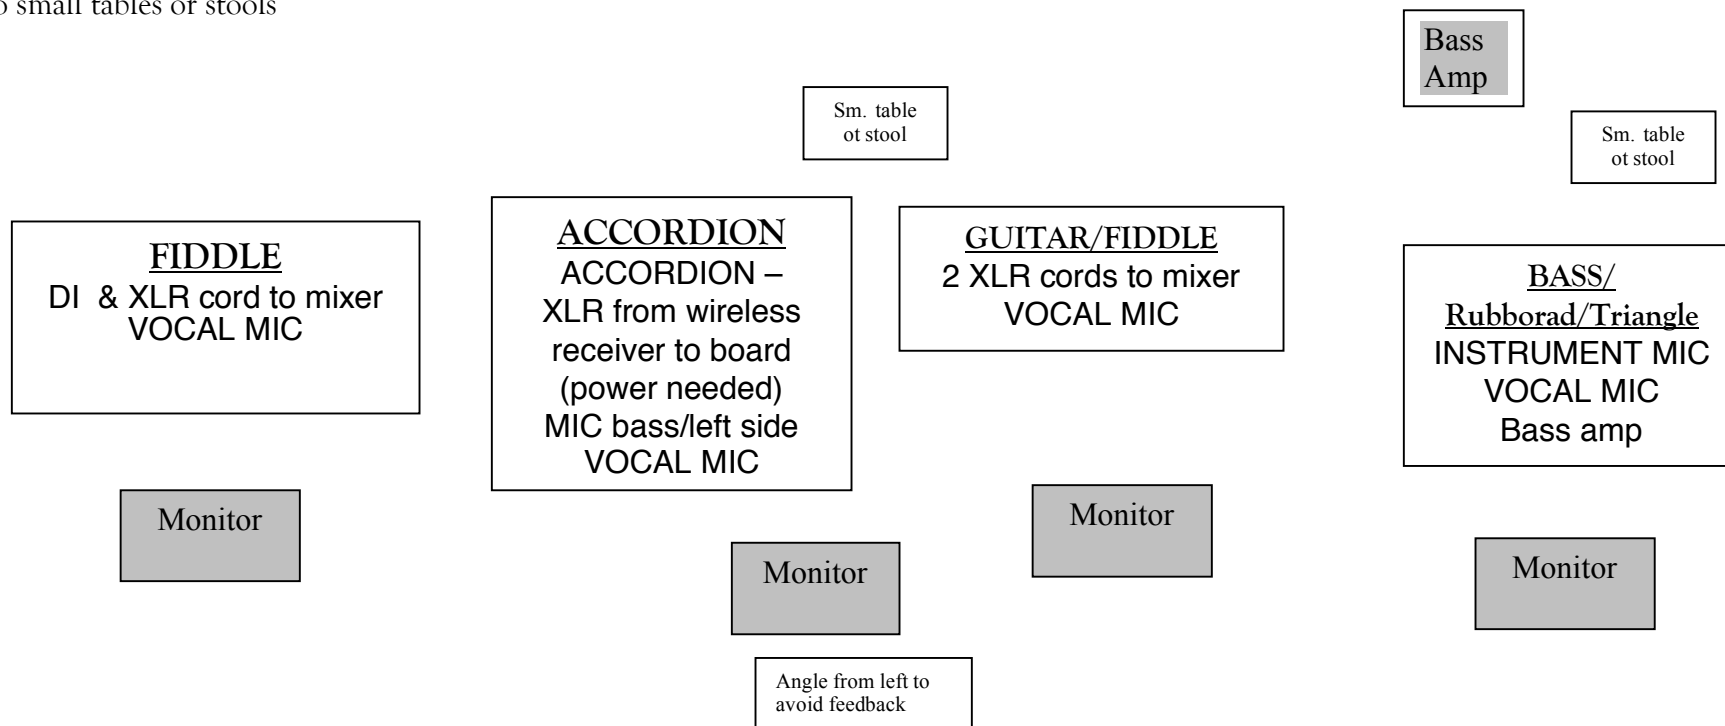 small tables or stools
Bass
Amp
Sm. table
ot stool
Sm. table
ot stool
FIDDLE
DI & XLR cord to mixer
VOCAL MIC
ACCORDION
ACCORDION –
XLR from wireless
receiver to board
(power needed)
MIC bass/left side
VOCAL MIC
GUITAR/FIDDLE
2 XLR cords to mixer
VOCAL MIC
BASS/
Rubborad/Triangle
INSTRUMENT MIC
VOCAL MIC
Bass amp
Monitor
Monitor
Monitor
Monitor
Angle from left to
avoid feedback